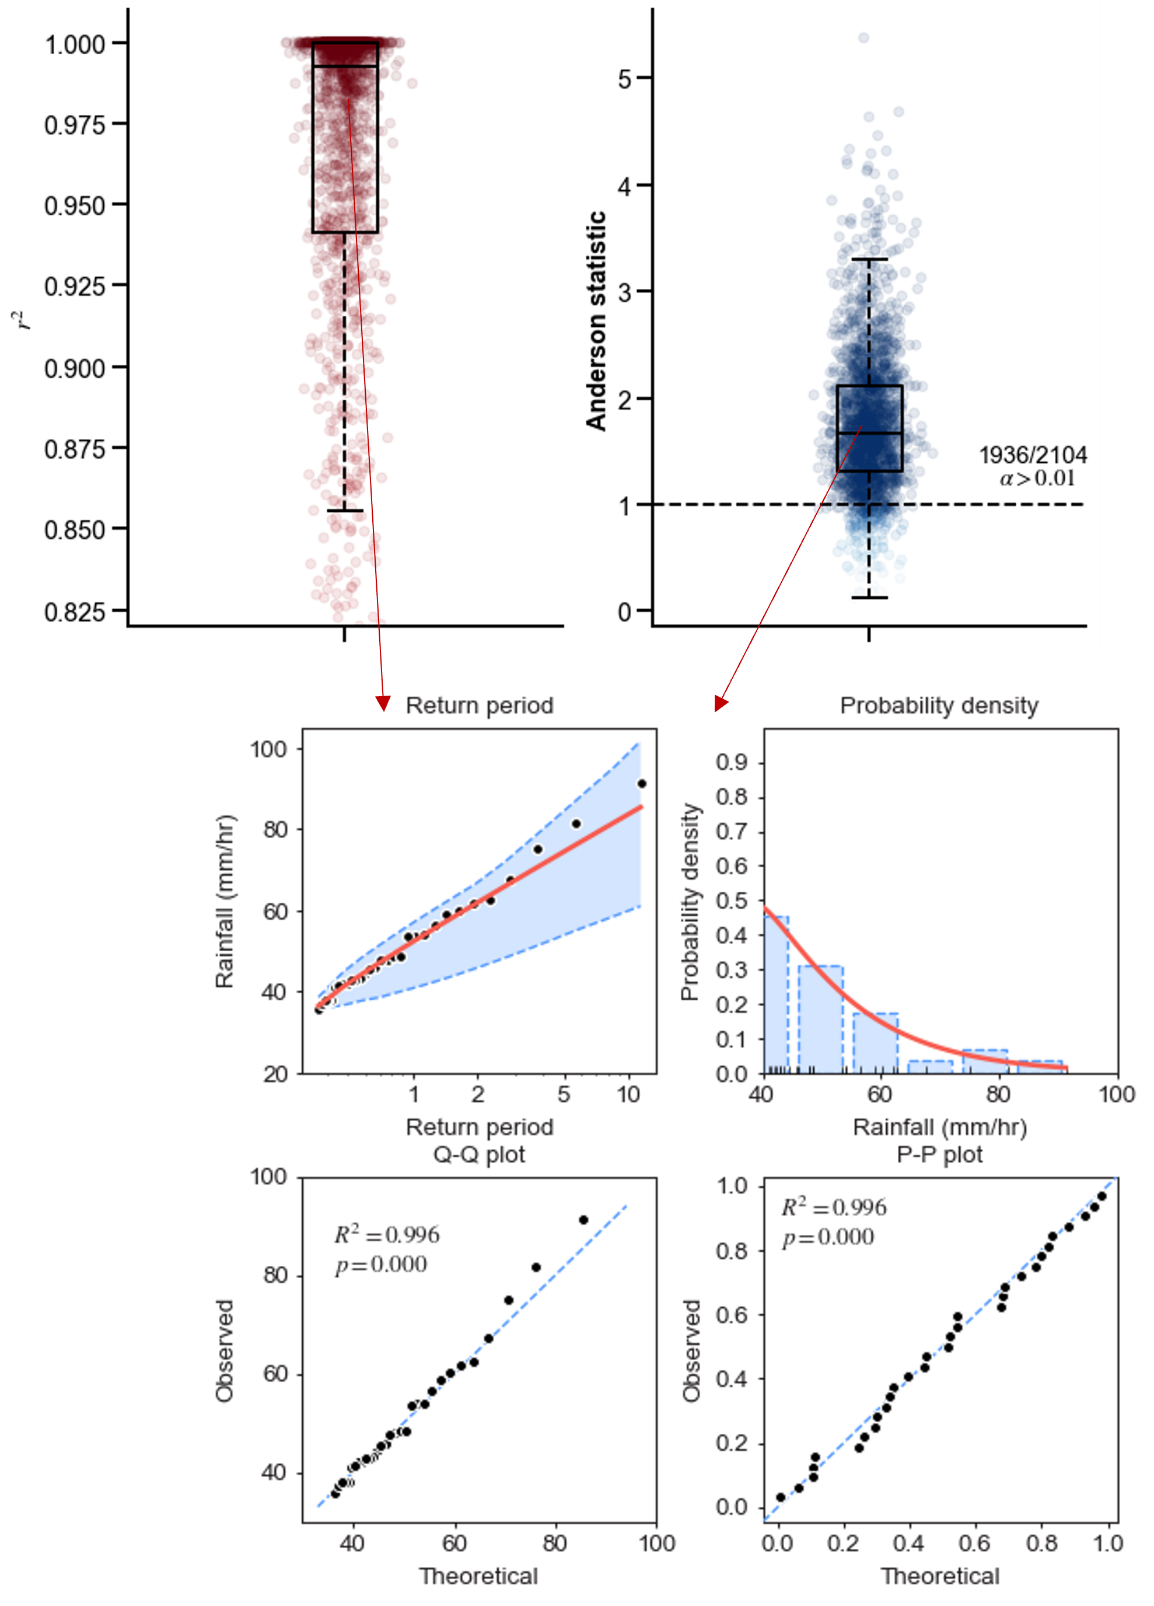 1.000
0.975
0.950
0.925
0.900
0.875
0.850
0.825
r²
5
4
3
2
1
0
Anderson statistic
1936/2104
α > 0.01
Return period
100
80
60
40
20
Rainfall (mm/hr)
1 2 5 10
Return period
Probability density
0.9
0.8
0.7
0.6
0.5
0.4
0.3
0.2
0.1
0.0
Probability density
40 60 80 100
Rainfall (mm/hr)
Q-Q plot
100
80
60
40
Observed
R² = 0.996
p = 0.000
40 60 80 100
Theoretical
P-P plot
1.0
0.8
0.6
0.4
0.2
0.0
Observed
R² = 0.996
p = 0.000
0.0 0.2 0.4 0.6 0.8 1.0
Theoretical